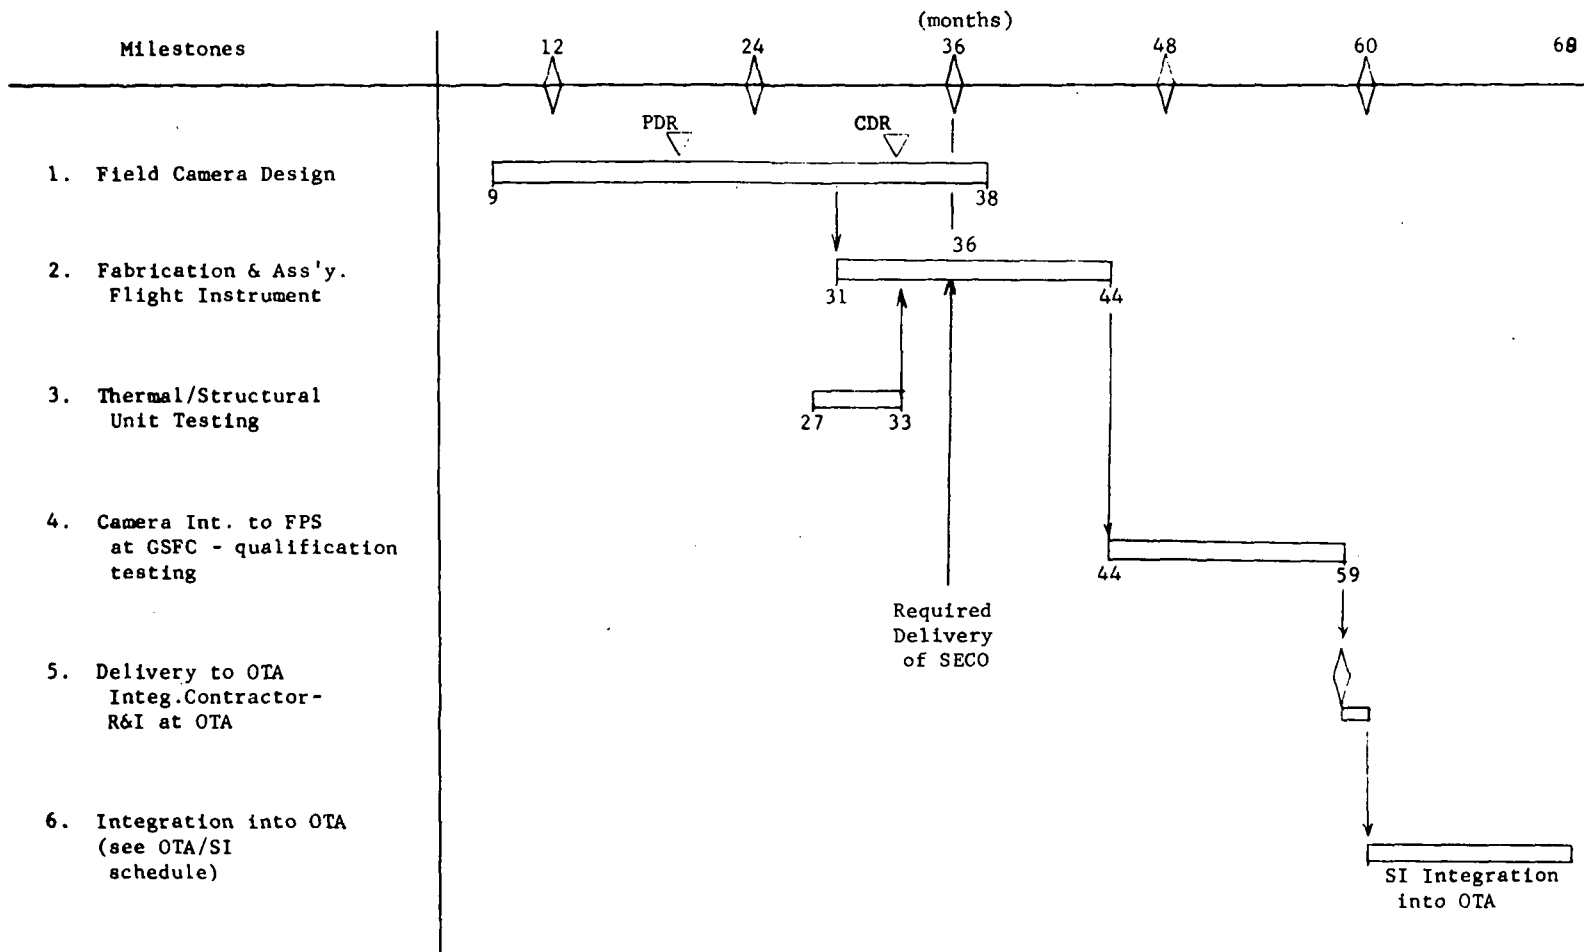 (months)
Milestones 12 24 36 48 60
PDR CDR
1. Field Camera Design
9 38
36
2. Fabrication & Ass'y.
Flight Instrument
31 44
3. Thermal/Structural
Unit Testing
27 33
4. Camera Int. to FPS
at GSFC - qualification
testing
44 59
Required
Delivery
of SECO
5. Delivery to OTA
Integ.Contractor-
R&I at OTA
6. Integration into OTA
(see OTA/SI
schedule)
SI Integration
into OTA